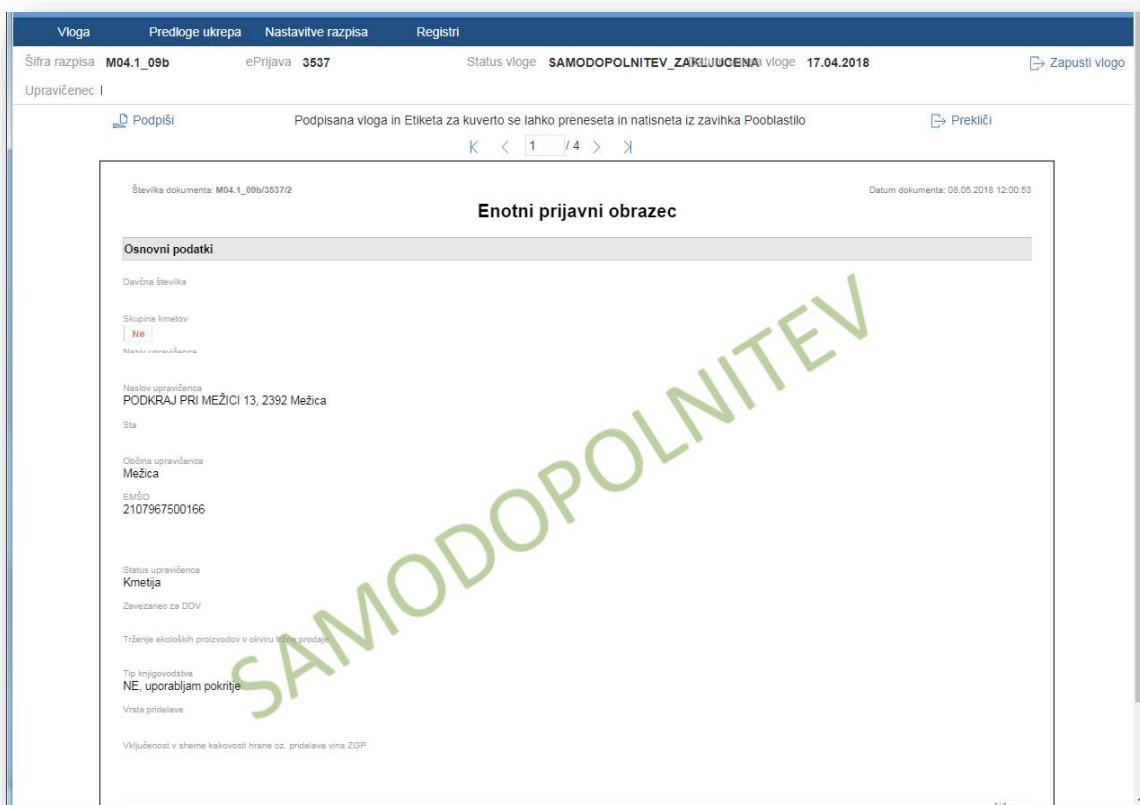 Vloga Predloge ukrepa Nastavitve razpisa Registri
Šifra razpisa M04.1_09b ePrijava 3537 Status vloge SAMODOPOLNITEV_ZAKLJUCENA vloge 17.04.2018 Zapusti vlogo
Upravičenec
Podpiši Podpisana vloga in Etiketa za kuverto se lahko preneseta in natisneta iz zavihka Pooblastilo Prekliči
1 / 4
Številka dokumenta: M04.1_09b/3537/2 Datum dokumenta: 08.05.2018 12:00:53
Enotni prijavni obrazec
Osnovni podatki
Davčna številka
Skupina kmetov
Ne
Naziv upravičenca
Naslov upravičenca
PODKRAJ PRI MEŽICI 13, 2392 Mežica
Sta
Občina upravičenca
Mežica
EMŠO
2107967500166
Status upravičenca
Kmetija
Zavezanec za DDV
Trženje ekoloških proizvodov v okviru tržne prodaje
Tip knjigovodstva
NE, uporabljam pokritje
Vrsta pridelave
Vključenost v sheme kakovosti hrane oz. pridelava vina ZGP
SAMODOPOLNITEV